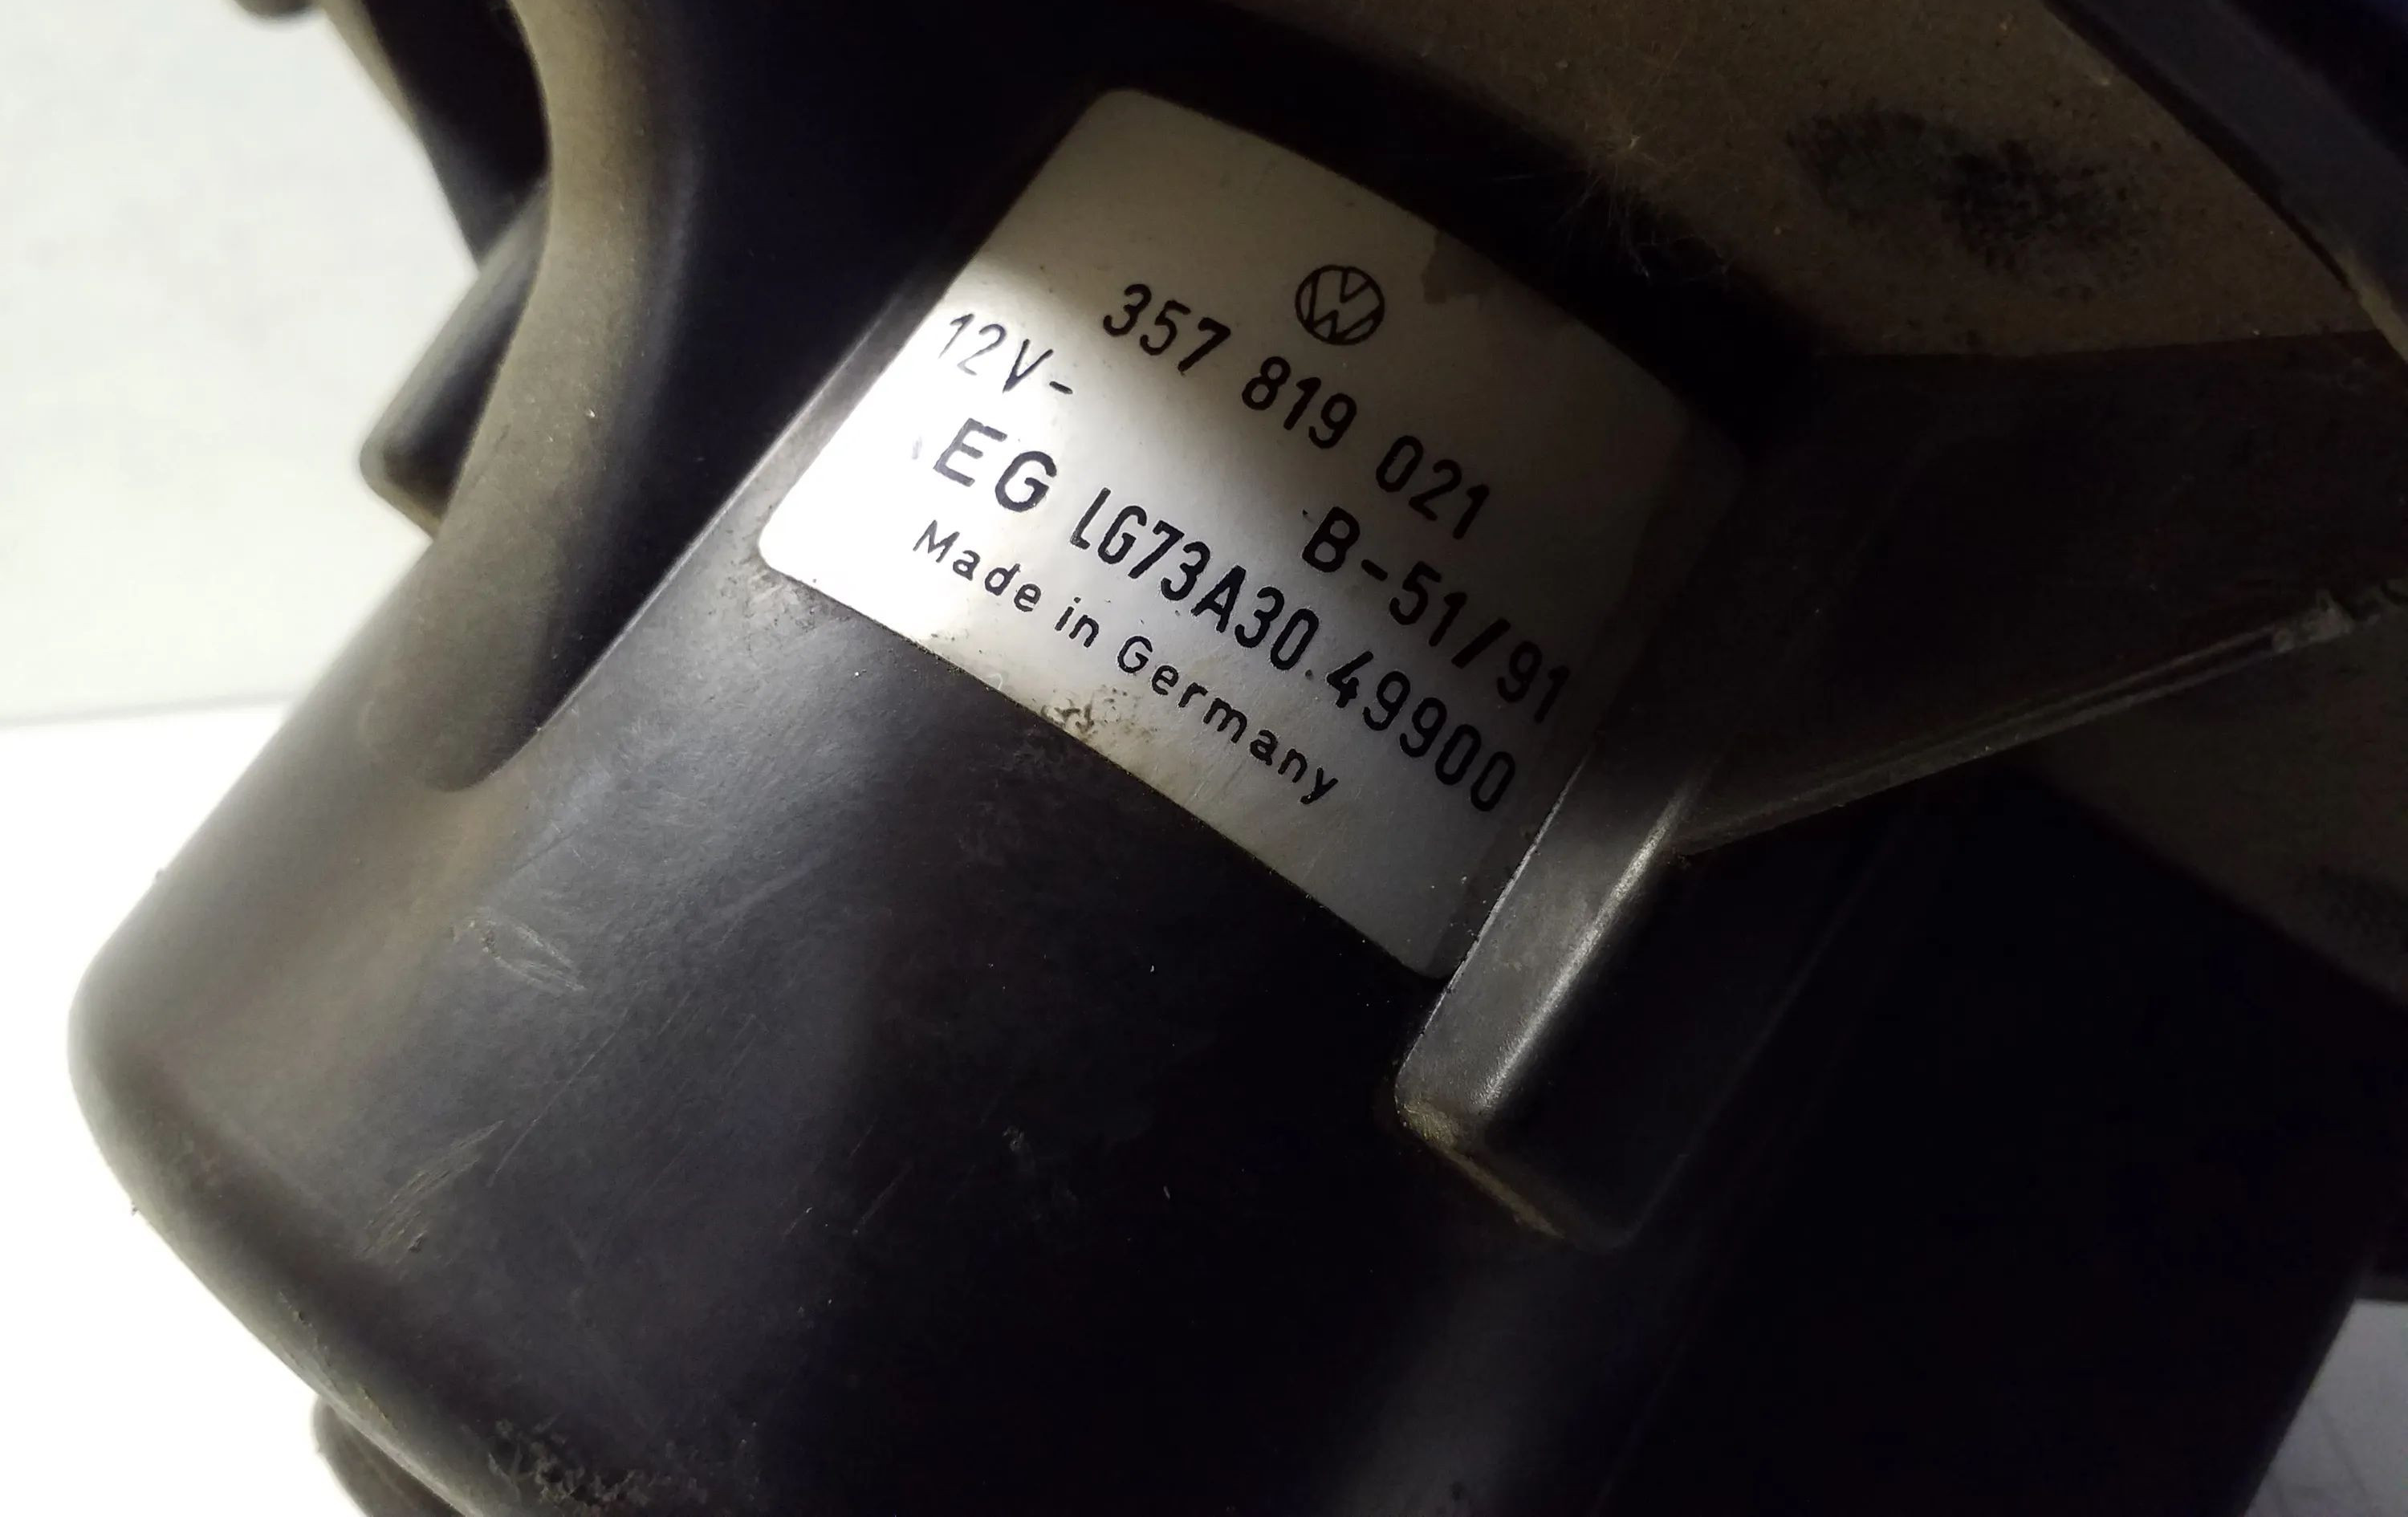 357 819 021
12V- B-51/91
EG LG73A30.49900
Made in Germany